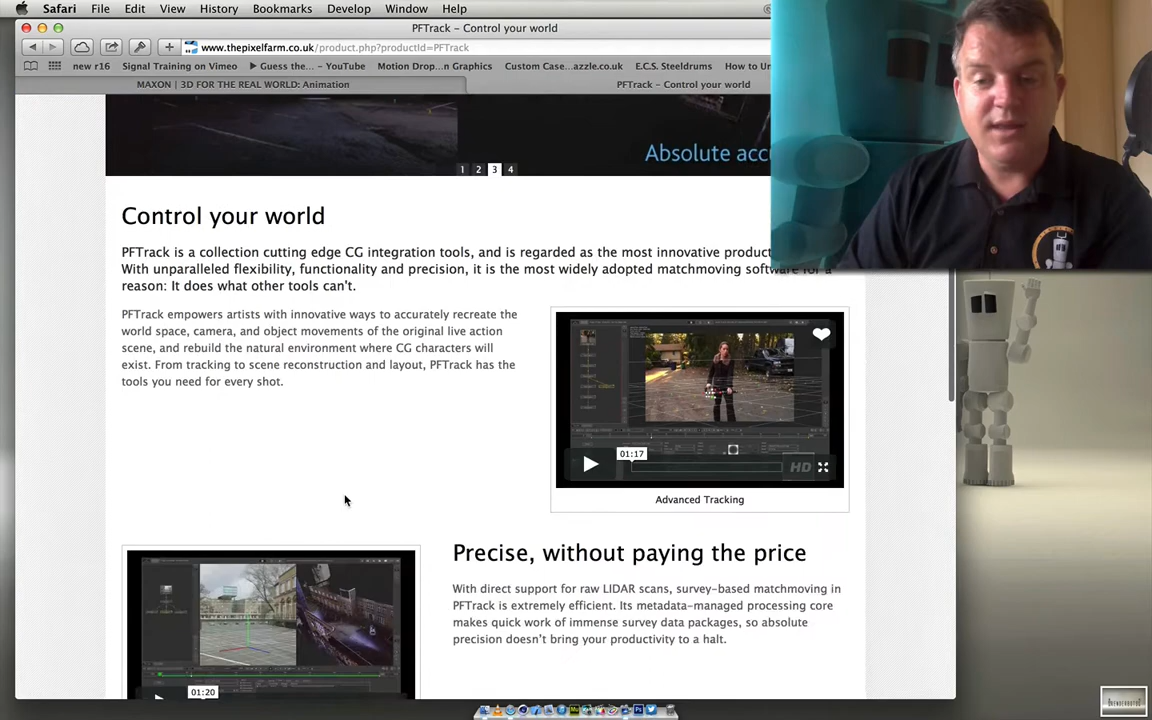 Safari File Edit View History Bookmarks Develop Window Help
PFTrack – Control your world
www.thepixelfarm.co.uk/product.php?productId=PFTrack
new r16 Signal Training on Vimeo ▶ Guess the... – YouTube Motion Drop...n Graphics Custom Case...azzle.co.uk E.C.S. Steeldrums How to Un
MAXON | 3D FOR THE REAL WORLD: Animation PFTrack – Control your world
Absolute acc
1 2 3 4
Control your world
PFTrack is a collection cutting edge CG integration tools, and is regarded as the most innovative product
With unparalleled flexibility, functionality and precision, it is the most widely adopted matchmoving software for a
reason: It does what other tools can't.
PFTrack empowers artists with innovative ways to accurately recreate the
world space, camera, and object movements of the original live action
scene, and rebuild the natural environment where CG characters will
exist. From tracking to scene reconstruction and layout, PFTrack has the
tools you need for every shot.
01:17
HD
Advanced Tracking
Precise, without paying the price
With direct support for raw LIDAR scans, survey-based matchmoving in
PFTrack is extremely efficient. Its metadata-managed processing core
makes quick work of immense survey data packages, so absolute
precision doesn't bring your productivity to a halt.
01:20